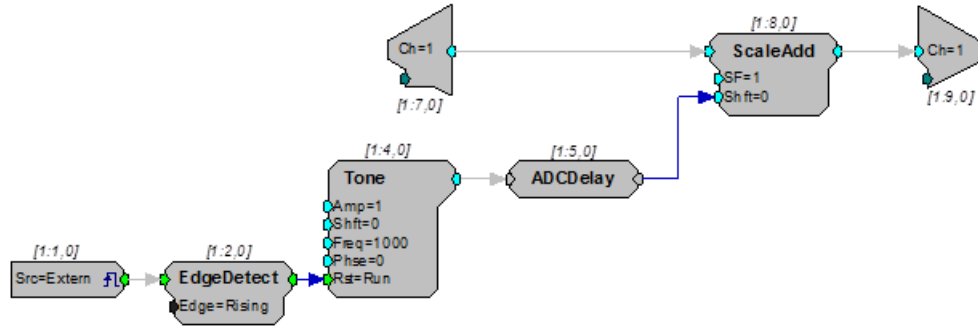 [1:8,0]
Ch=1
ScaleAdd
Ch=1
SF=1
Shft=0
[1:7,0]
[1:9,0]
[1:4,0]
[1:5,0]
Tone
ADCDelay
Amp=1
Shft=0
Freq=1000
Phse=0
Rst=Run
[1:1,0]
[1:2,0]
Src=Extern
EdgeDetect
Edge=Rising